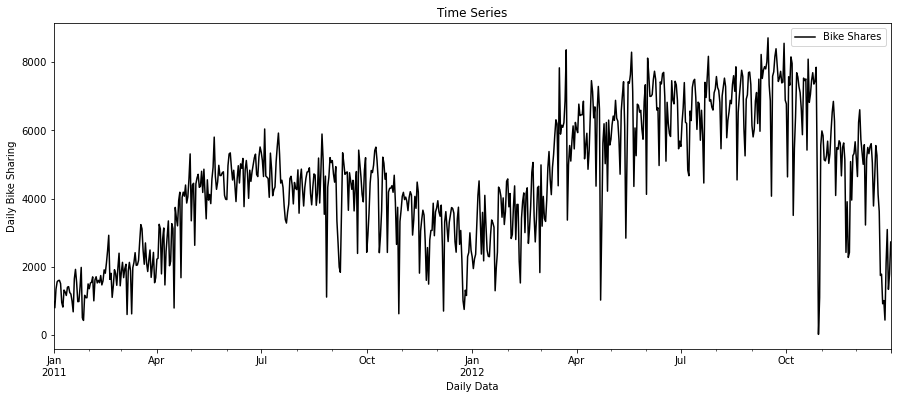 Time Series
Bike Shares
8000
6000
4000
2000
0
Daily Bike Sharing
Jan Apr Jul Oct Jan Apr Jul Oct
2011 2012
Daily Data